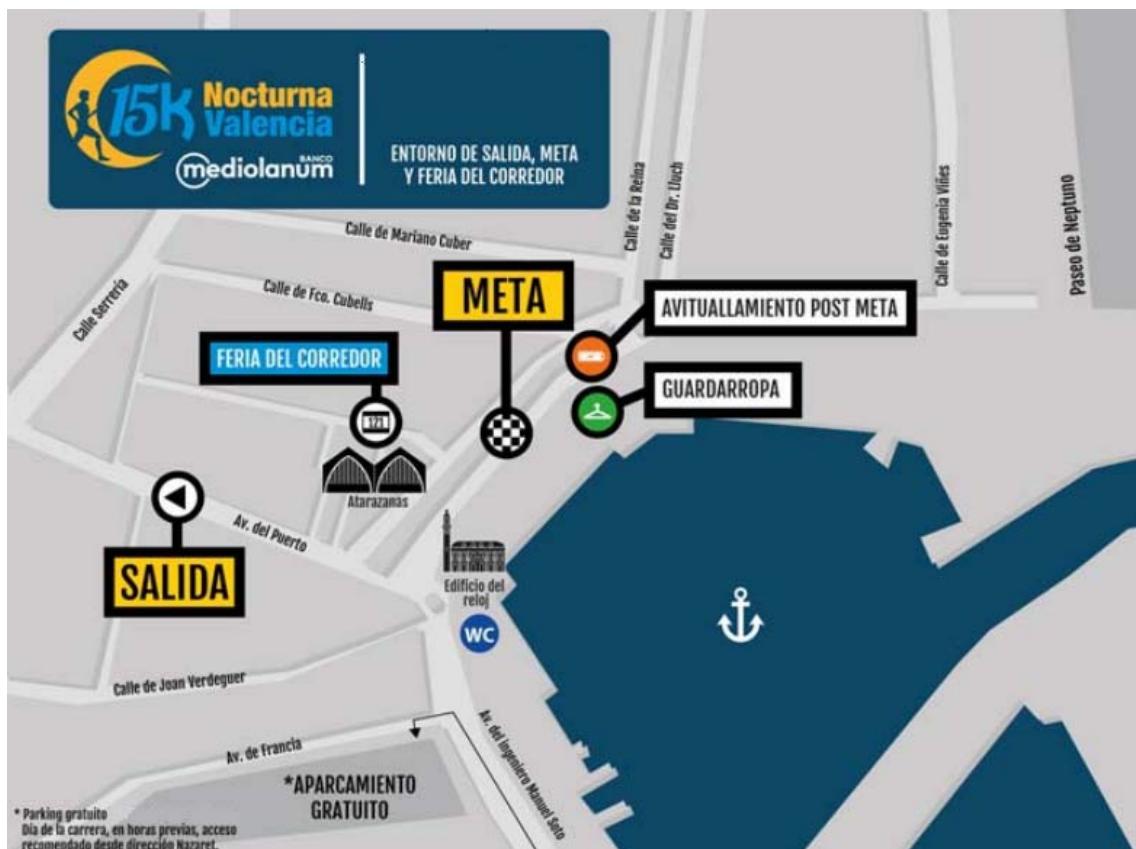 15K Nocturna
Valencia
BANCO
mediolanum
ENTORNO DE SALIDA, META
Y FERIA DEL CORREDOR
Calle de la Reina
Calle del Dr. Lluch
Calle de Eugenia Viñes
Paseo de Neptuno
Calle de Mariano Cuber
Calle Serrería
Calle de Fco. Cubells
META
AVITUALLAMIENTO POST META
FERIA DEL CORREDOR
GUARDARROPA
121
Atarazanas
Av. del Puerto
SALIDA
Edificio del
reloj
WC
Calle de Joan Verdeguer
Av. de Francia
Av. del ingeniero Manuel Soto
*APARCAMIENTO
GRATUITO
* Parking gratuito
Día de la carrera, en horas previas, acceso
recomendado desde dirección Nazaret.